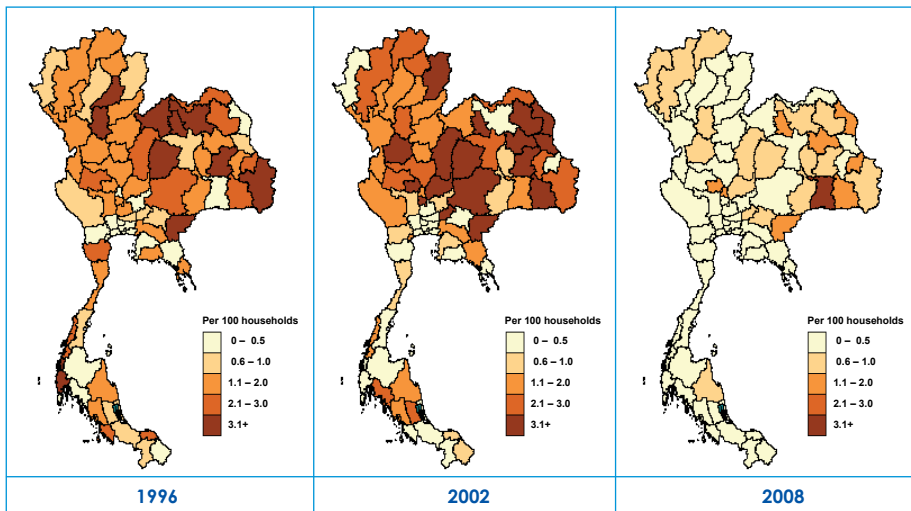 Per 100 households
0 – 0.5
0.6 – 1.0
1.1 – 2.0
2.1 – 3.0
3.1+
Per 100 households
0 – 0.5
0.6 – 1.0
1.1 – 2.0
2.1 – 3.0
3.1+
Per 100 households
0 – 0.5
0.6 – 1.0
1.1 – 2.0
2.1 – 3.0
3.1+
1996
2002
2008